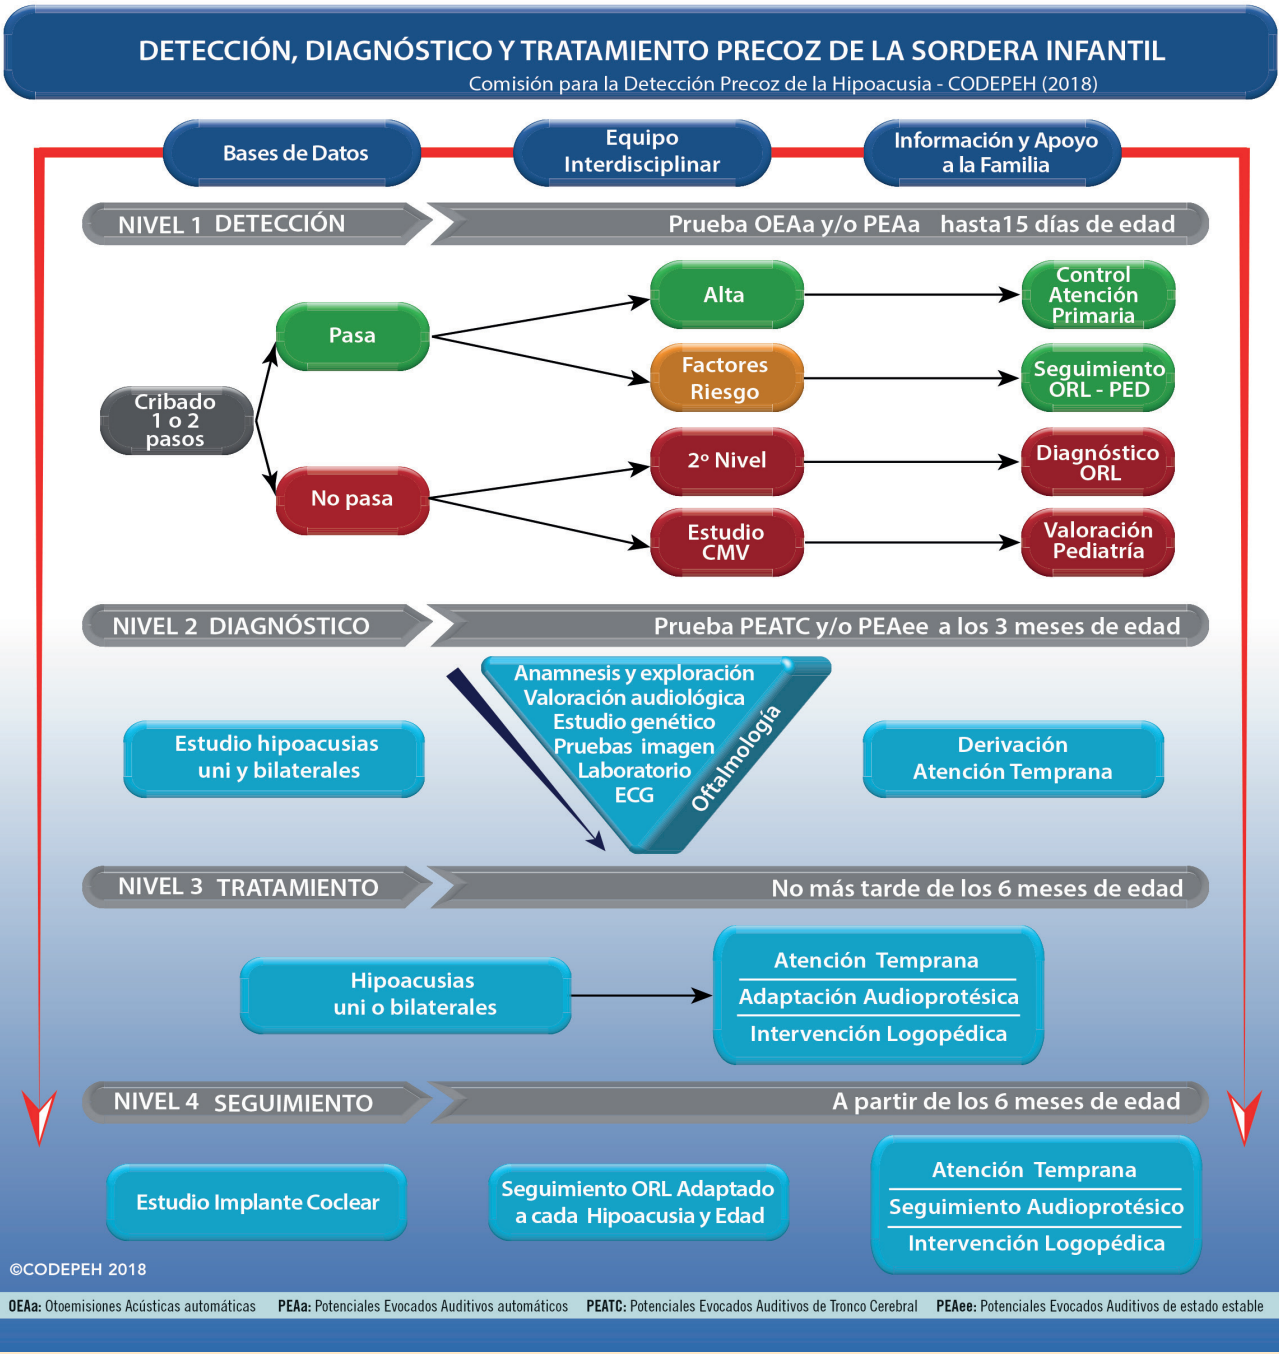 DETECCIÓN, DIAGNÓSTICO Y TRATAMIENTO PRECOZ DE LA SORDERA INFANTIL
Comisión para la Detección Precoz de la Hipoacusia - CODEPEH (2018)
Bases de Datos
Equipo
Interdisciplinar
Información y Apoyo
a la Familia
NIVEL 1 DETECCIÓN
Prueba OEAa y/o PEAa hasta15 días de edad
Cribado
1 o 2
pasos
Pasa
No pasa
Alta
Control
Atención
Primaria
Factores
Riesgo
Seguimiento
ORL - PED
2º Nivel
Diagnóstico
ORL
Estudio
CMV
Valoración
Pediatría
NIVEL 2 DIAGNÓSTICO
Prueba PEATC y/o PEAee a los 3 meses de edad
Estudio hipoacusias
uni y bilaterales
Anamnesis y exploración
Valoración audiológica
Estudio genético
Pruebas imagen
Laboratorio
ECG
Oftalmología
Derivación
Atención Temprana
NIVEL 3 TRATAMIENTO
No más tarde de los 6 meses de edad
Hipoacusias
uni o bilaterales
Atención Temprana
Adaptación Audioprotésica
Intervención Logopédica
NIVEL 4 SEGUIMIENTO
A partir de los 6 meses de edad
Estudio Implante Coclear
Seguimiento ORL Adaptado
a cada Hipoacusia y Edad
Atención Temprana
Seguimiento Audioprotésico
Intervención Logopédica
©CODEPEH 2018
OEAa: Otoemisiones Acústicas automáticas PEAa: Potenciales Evocados Auditivos automáticos PEATC: Potenciales Evocados Auditivos de Tronco Cerebral PEAee: Potenciales Evocados Auditivos de estado estable